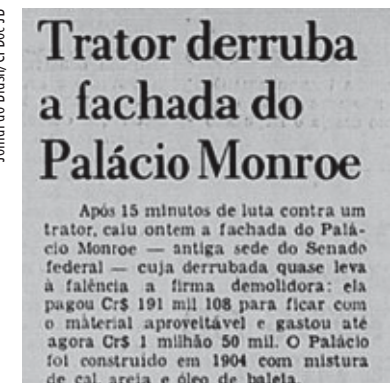 Jornal do Brasil/ CPDoc JB
Trator derruba
a fachada do
Palácio Monroe
Após 15 minutos de luta contra um
trator, caiu ontem a fachada do Palá-
cio Monroe — antiga sede do Senado
federal — cuja derrubada quase leva
à falência a firma demolidora: ela
pagou Cr$ 191 mil 108 para ficar com
o material aproveitável e gastou até
agora Cr$ 1 milhão 50 mil. O Palácio
foi construído em 1904 com mistura
de cal, areia e óleo de baleia.